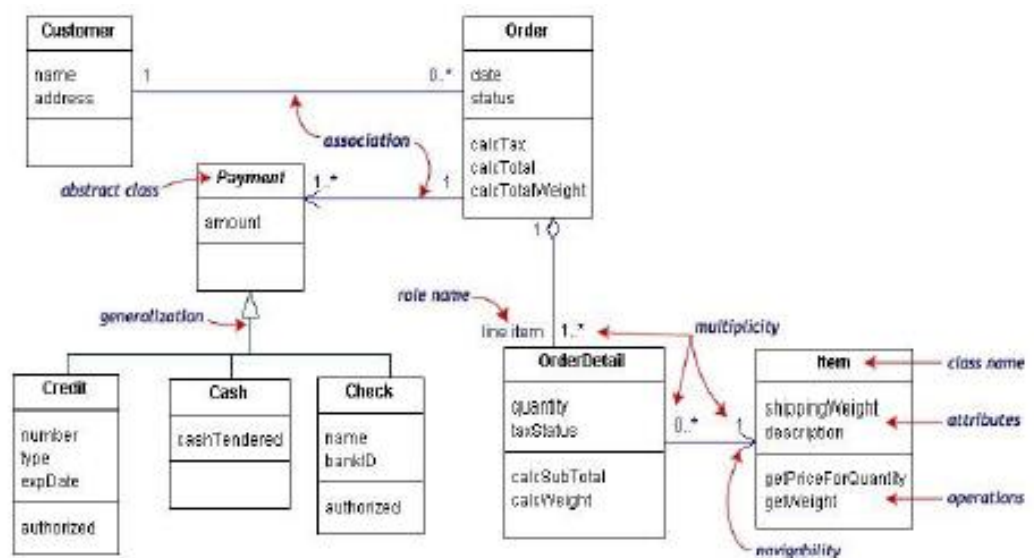 Customer
name
address
1
0..*
Order
date
status
calcTax
calcTotal
calcTotalWeight
association
abstract class
Payment
amount
1..*
1
1
generalization
role name
line item
1..*
multiplicity
Credit
number
type
expDate
authorized
Cash
cashTendered
Check
name
bankID
authorized
OrderDetail
quantity
taxStatus
calcSubTotal
calcWeight
0..*
1
Item
shippingWeight
description
getPriceForQuantity
getWeight
class name
attributes
operations
navigability